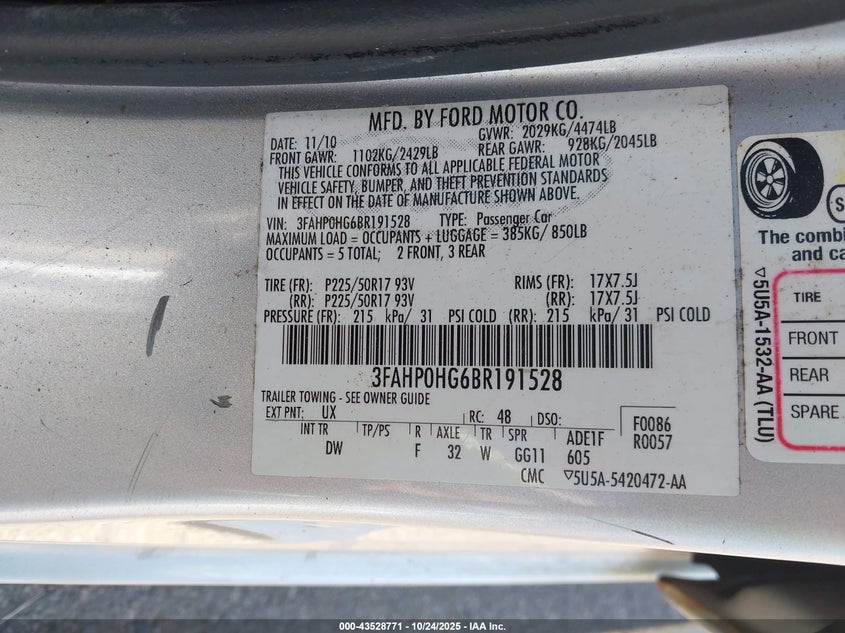 MFD. BY FORD MOTOR CO.
DATE: 11/10 GVWR: 2029KG/4474LB
FRONT GAWR: 1102KG/2429LB REAR GAWR: 928KG/2045LB
THIS VEHICLE CONFORMS TO ALL APPLICABLE FEDERAL MOTOR
VEHICLE SAFETY, BUMPER, AND THEFT PREVENTION STANDARDS
IN EFFECT ON THE DATE OF MANUFACTURE SHOWN ABOVE.
VIN: 3FAHP0HG6BR191528 TYPE: Passenger Car
MAXIMUM LOAD = OCCUPANTS + LUGGAGE = 385KG/ 850LB
OCCUPANTS = 5 TOTAL; 2 FRONT, 3 REAR
TIRE (FR): P225/50R17 93V RIMS (FR): 17X7.5J
(RR): P225/50R17 93V (RR): 17X7.5J
PRESSURE (FR): 215 kPa/ 31 PSI COLD (RR): 215 kPa/ 31 PSI COLD
3FAHP0HG6BR191528
TRAILER TOWING - SEE OWNER GUIDE
EXT PNT: UX RC: 48 DSO: F0086
INT TR TP/PS R AXLE TR SPR ADE1F R0057
DW F 32 W GG11 605
CMC ▽5U5A-5420472-AA
The combi
and ca
TIRE
FRONT
REAR
SPARE
▽5U5A-1532-AA (TLU)
000-43528771 - 10/24/2025 - IAA Inc.